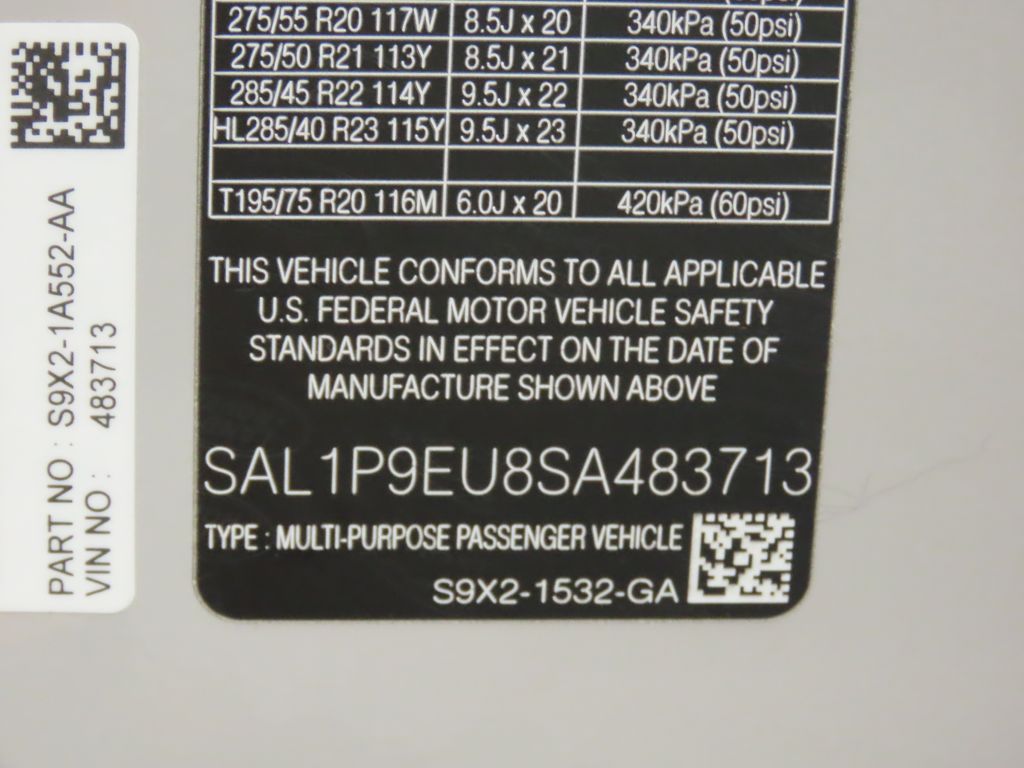 275/55 R20 117W 8.5J x 20 340kPa (50psi)
275/50 R21 113Y 8.5J x 21 340kPa (50psi)
285/45 R22 114Y 9.5J x 22 340kPa (50psi)
HL285/40 R23 115Y 9.5J x 23 340kPa (50psi)
T195/75 R20 116M 6.0J x 20 420kPa (60psi)
THIS VEHICLE CONFORMS TO ALL APPLICABLE
U.S. FEDERAL MOTOR VEHICLE SAFETY
STANDARDS IN EFFECT ON THE DATE OF
MANUFACTURE SHOWN ABOVE
SAL1P9EU8SA483713
TYPE : MULTI-PURPOSE PASSENGER VEHICLE
S9X2-1532-GA
PART NO : S9X2-1A552-AA
VIN NO : 483713